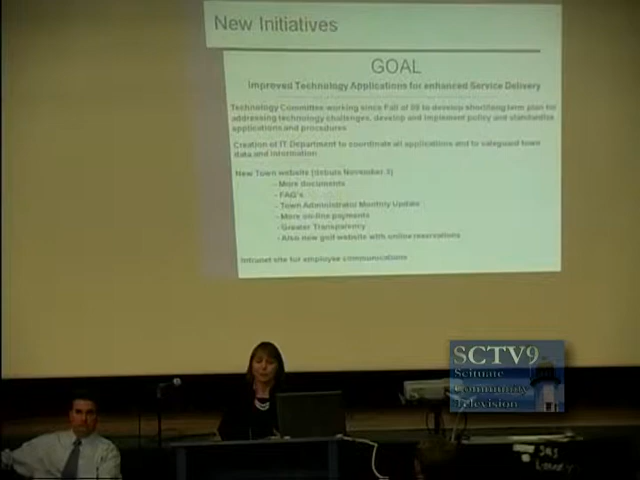 New Initiatives
GOAL
Improved Technology Applications for enhanced Service Delivery
Technology Committee working since Fall of 09 to develop short/long term plan for
addressing technology challenges, develop and implement policy and standardize
applications and procedures
Creation of IT Department to coordinate all applications and to safeguard town
data and information
New Town website (debuts November 3)
- More documents
- FAQ's
- Town Administrator Monthly Update
- More on-line payments
- Greater Transparency
- Also new golf website with online reservations
Intranet site for employee communications
SCTV9
Scituate
Community
Television